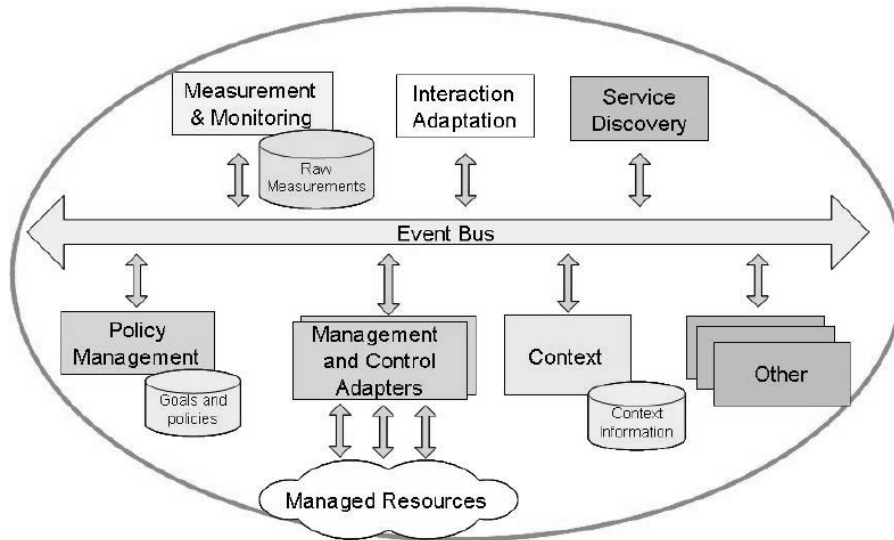 Measurement
& Monitoring
Raw
Measurements
Interaction
Adaptation
Service
Discovery
Event Bus
Policy
Management
Goals and
policies
Management
and Control
Adapters
Context
Context
Information
Other
Managed Resources